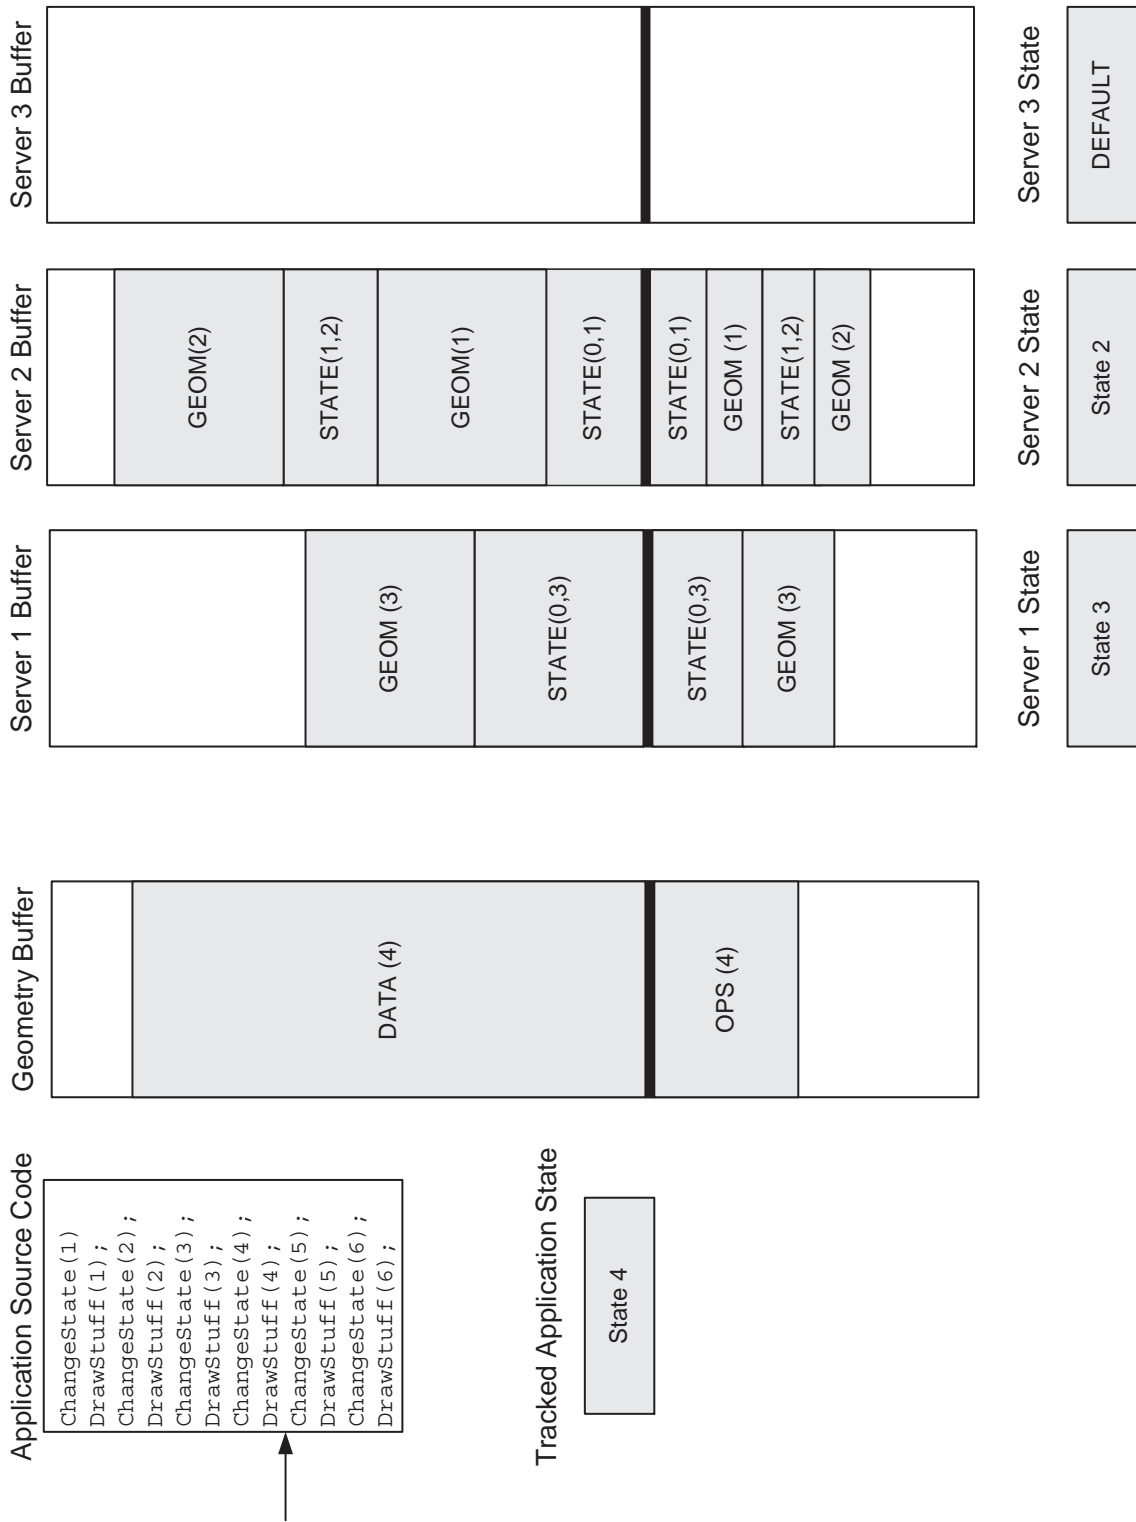 Application Source Code
ChangeState(1)
DrawStuff(1);
ChangeState(2);
DrawStuff(2);
ChangeState(3);
DrawStuff(3);
ChangeState(4);
DrawStuff(4);
ChangeState(5);
DrawStuff(5);
ChangeState(6);
DrawStuff(6);
Tracked Application State
State 4
Geometry Buffer
DATA (4)
OPS (4)
Server 1 Buffer
GEOM (3)
STATE(0,3)
STATE(0,3)
GEOM (3)
Server 1 State
State 3
Server 2 Buffer
GEOM(2)
STATE(1,2)
GEOM(1)
STATE(0,1)
STATE(0,1)
GEOM (1)
STATE(1,2)
GEOM (2)
Server 2 State
State 2
Server 3 Buffer
Server 3 State
DEFAULT